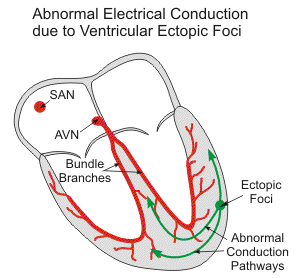 Abnormal Electrical Conduction
due to Ventricular Ectopic Foci
SAN
AVN
Bundle
Branches
Ectopic
Foci
Abnormal
Conduction
Pathways